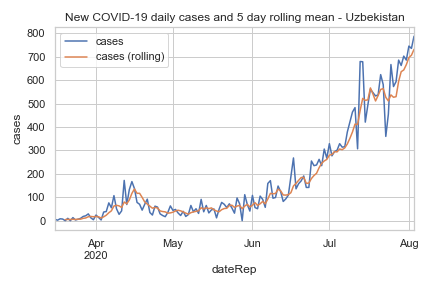 New COVID-19 daily cases and 5 day rolling mean - Uzbekistan
cases
cases (rolling)
800
700
600
500
400
300
200
100
0
cases
Apr
2020
May
Jun
Jul
Aug
dateRep